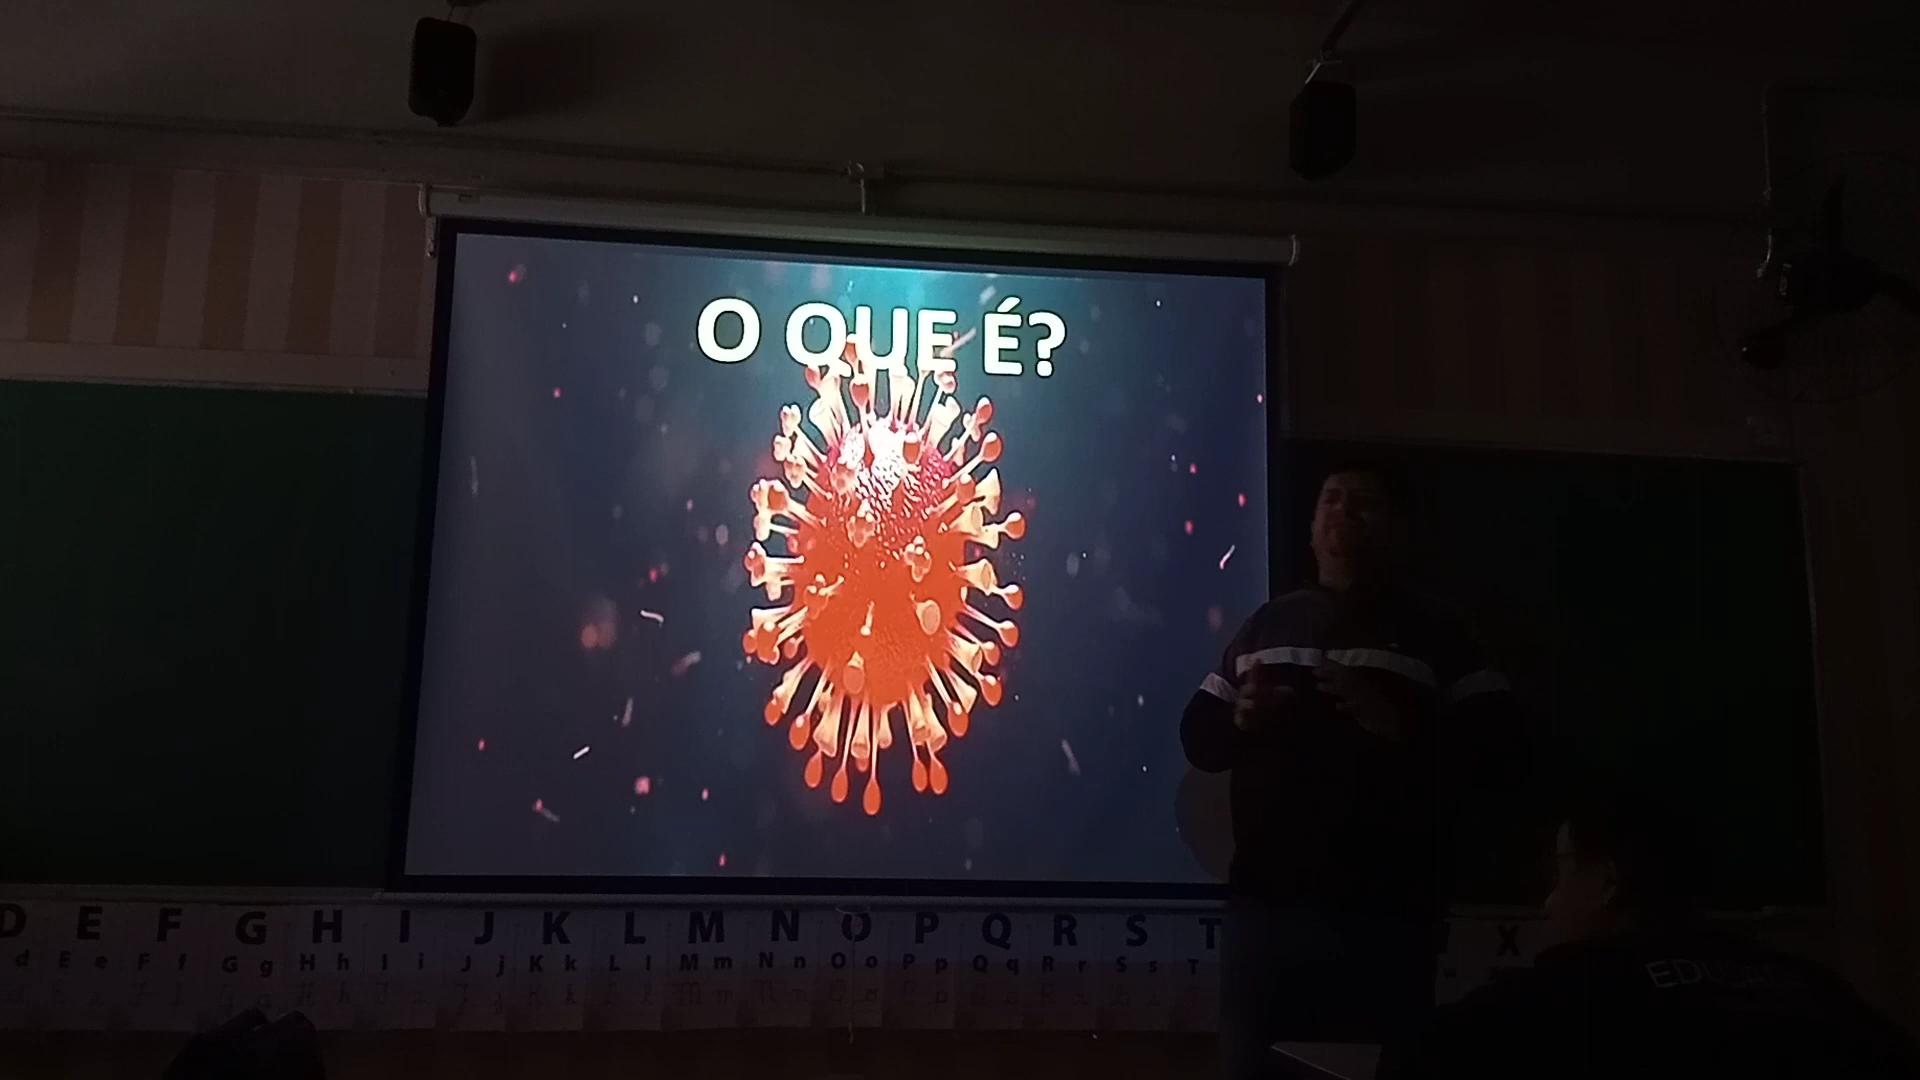 O QUE É?
D E F G H I J K L M N O P Q R S T X
d E e F f G g H h I i J j K k L l M m N n O o P p Q q R r S s T